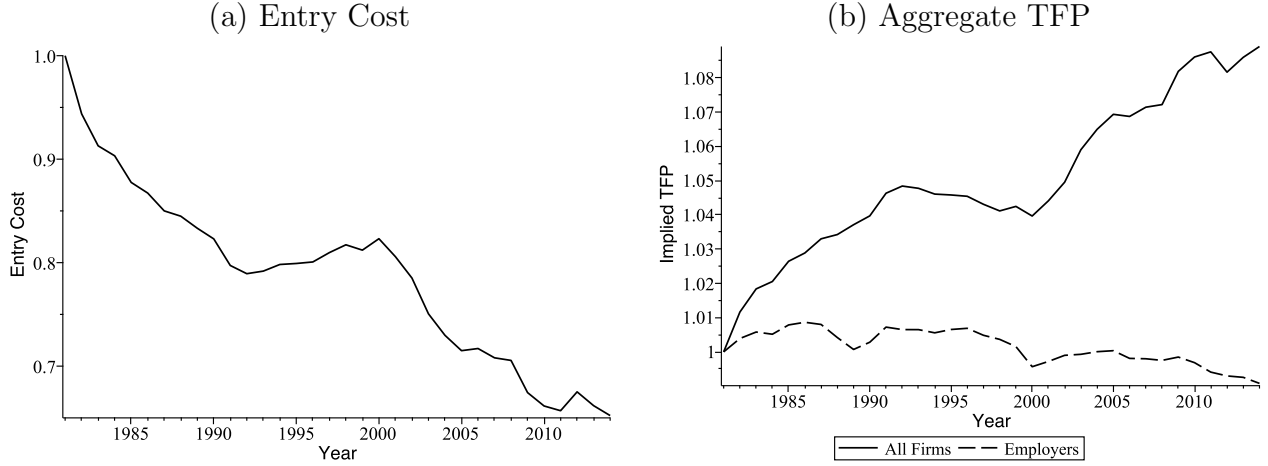 (a) Entry Cost
1.0
0.9
0.8
0.7
Entry Cost
1985 1990 1995 2000 2005 2010
Year
(b) Aggregate TFP
1.08
1.07
1.06
1.05
1.04
1.03
1.02
1.01
1
Implied TFP
1985 1990 1995 2000 2005 2010
Year
All Firms Employers